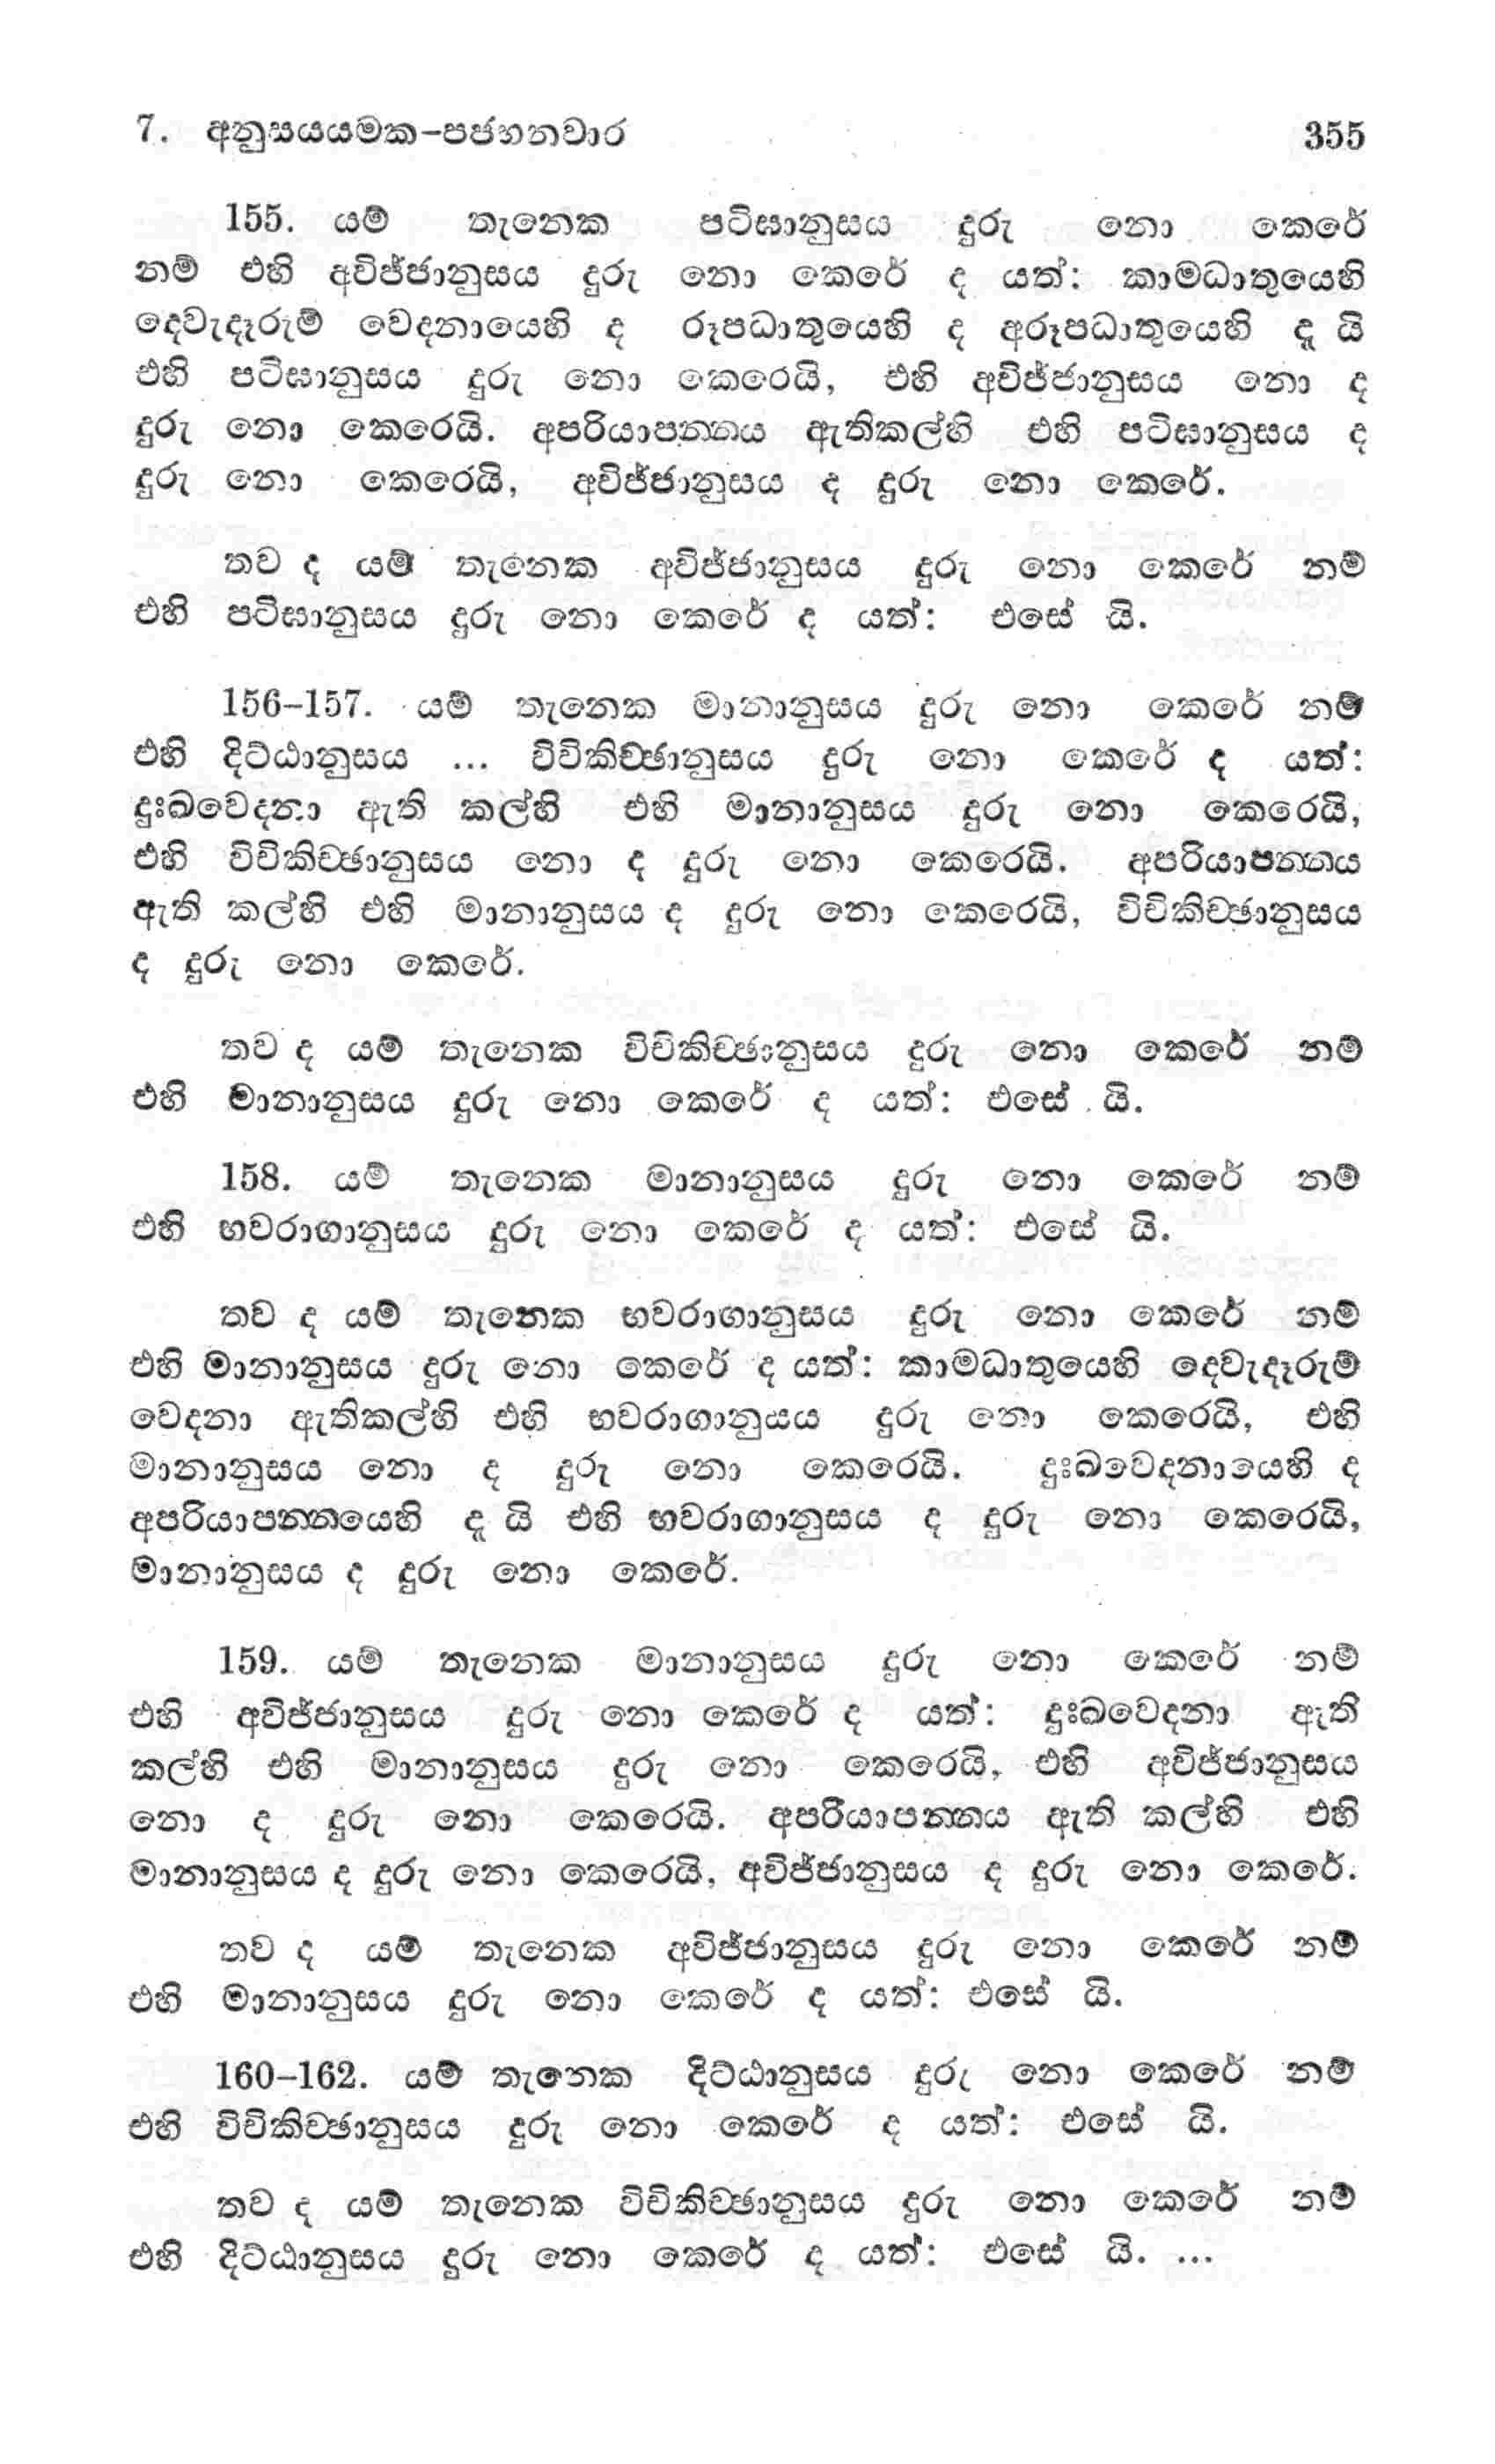 7. අනුසයයමක-පජහනවාර 355
155. යම් තැනෙක පටිඝානුසය දුරු නො කෙරේ
නම් එහි අවිජ්ජානුසය දුරු නො කෙරේ ද යත්: කාමධාතුයෙහි
දෙවැදෑරුම් වෙදනායෙහි ද රූපධාතුයෙහි ද අරූපධාතුයෙහි දැ යි
එහි පටිඝානුසය දුරු නො කෙරෙයි, එහි අවිජ්ජානුසය නො ද
දුරු නො කෙරෙයි. අපරියාපන්නය ඇතිකල්හි එහි පටිඝානුසය ද
දුරු නො කෙරෙයි, අවිජ්ජානුසය ද දුරු නො කෙරේ.
තව ද යම් තැනෙක අවිජ්ජානුසය දුරු නො කෙරේ නම්
එහි පටිඝානුසය දුරු නො කෙරේ ද යත්: එසේ යි.
156-157. යම් තැනෙක මානානුසය දුරු නො කෙරේ නම්
එහි දිට්ඨානුසය ... විචිකිච්ඡානුසය දුරු නො කෙරේ ද යත්:
දුඃඛවෙදනා ඇති කල්හි එහි මානානුසය දුරු නො කෙරෙයි,
එහි විචිකිච්ඡානුසය නො ද දුරු නො කෙරෙයි. අපරියාපන්නය
ඇති කල්හි එහි මානානුසය ද දුරු නො කෙරෙයි, විචිකිච්ඡානුසය
ද දුරු නො කෙරේ.
තව ද යම් තැනෙක විචිකිච්ඡානුසය දුරු නො කෙරේ නම්
එහි මානානුසය දුරු නො කෙරේ ද යත්: එසේ යි.
158. යම් තැනෙක මානානුසය දුරු නො කෙරේ නම්
එහි භවරාගානුසය දුරු නො කෙරේ ද යත්: එසේ යි.
තව ද යම් තැනෙක භවරාගානුසය දුරු නො කෙරේ නම්
එහි මානානුසය දුරු නො කෙරේ ද යත්: කාමධාතුයෙහි දෙවැදෑරුම්
වෙදනා ඇතිකල්හි එහි භවරාගානුසය දුරු නො කෙරෙයි, එහි
මානානුසය නො ද දුරු නො කෙරෙයි. දුඃඛවෙදනායෙහි ද
අපරියාපන්නයෙහි දැ යි එහි භවරාගානුසය ද දුරු නො කෙරෙයි,
මානානුසය ද දුරු නො කෙරේ.
159. යම් තැනෙක මානානුසය දුරු නො කෙරේ නම්
එහි අවිජ්ජානුසය දුරු නො කෙරේ ද යත්: දුඃඛවෙදනා ඇති
කල්හි එහි මානානුසය දුරු නො කෙරෙයි, එහි අවිජ්ජානුසය
නො ද දුරු නො කෙරෙයි. අපරියාපන්නය ඇති කල්හි එහි
මානානුසය ද දුරු නො කෙරෙයි, අවිජ්ජානුසය ද දුරු නො කෙරේ.
තව ද යම් තැනෙක අවිජ්ජානුසය දුරු නො කෙරේ නම්
එහි මානානුසය දුරු නො කෙරේ ද යත්: එසේ යි.
160-162. යම් තැනෙක දිට්ඨානුසය දුරු නො කෙරේ නම්
එහි විචිකිච්ඡානුසය දුරු නො කෙරේ ද යත්: එසේ යි.
තව ද යම් තැනෙක විචිකිච්ඡානුසය දුරු නො කෙරේ නම්
එහි දිට්ඨානුසය දුරු නො කෙරේ ද යත්: එසේ යි. ...